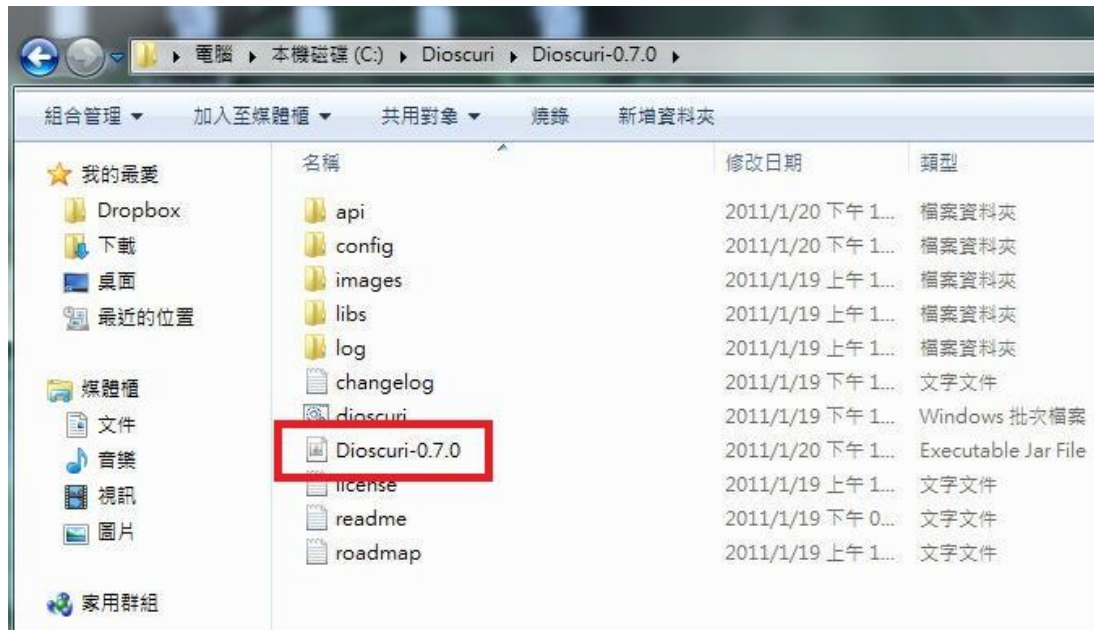 電腦 本機磁碟 (C:) Dioscuri Dioscuri-0.7.0
組合管理 加入至媒體櫃 共用對象 燒錄 新增資料夾
我的最愛
Dropbox
下載
桌面
最近的位置
媒體櫃
文件
音樂
視訊
圖片
家用群組
名稱 修改日期 類型
api 2011/1/20 下午 1... 檔案資料夾
config 2011/1/20 下午 1... 檔案資料夾
images 2011/1/19 上午 1... 檔案資料夾
libs 2011/1/19 上午 1... 檔案資料夾
log 2011/1/19 上午 1... 檔案資料夾
changelog 2011/1/19 下午 1... 文字文件
dioscuri 2011/1/19 下午 1... Windows 批次檔案
Dioscuri-0.7.0 2011/1/20 下午 1... Executable Jar File
license 2011/1/19 上午 1... 文字文件
readme 2011/1/19 下午 0... 文字文件
roadmap 2011/1/19 上午 1... 文字文件